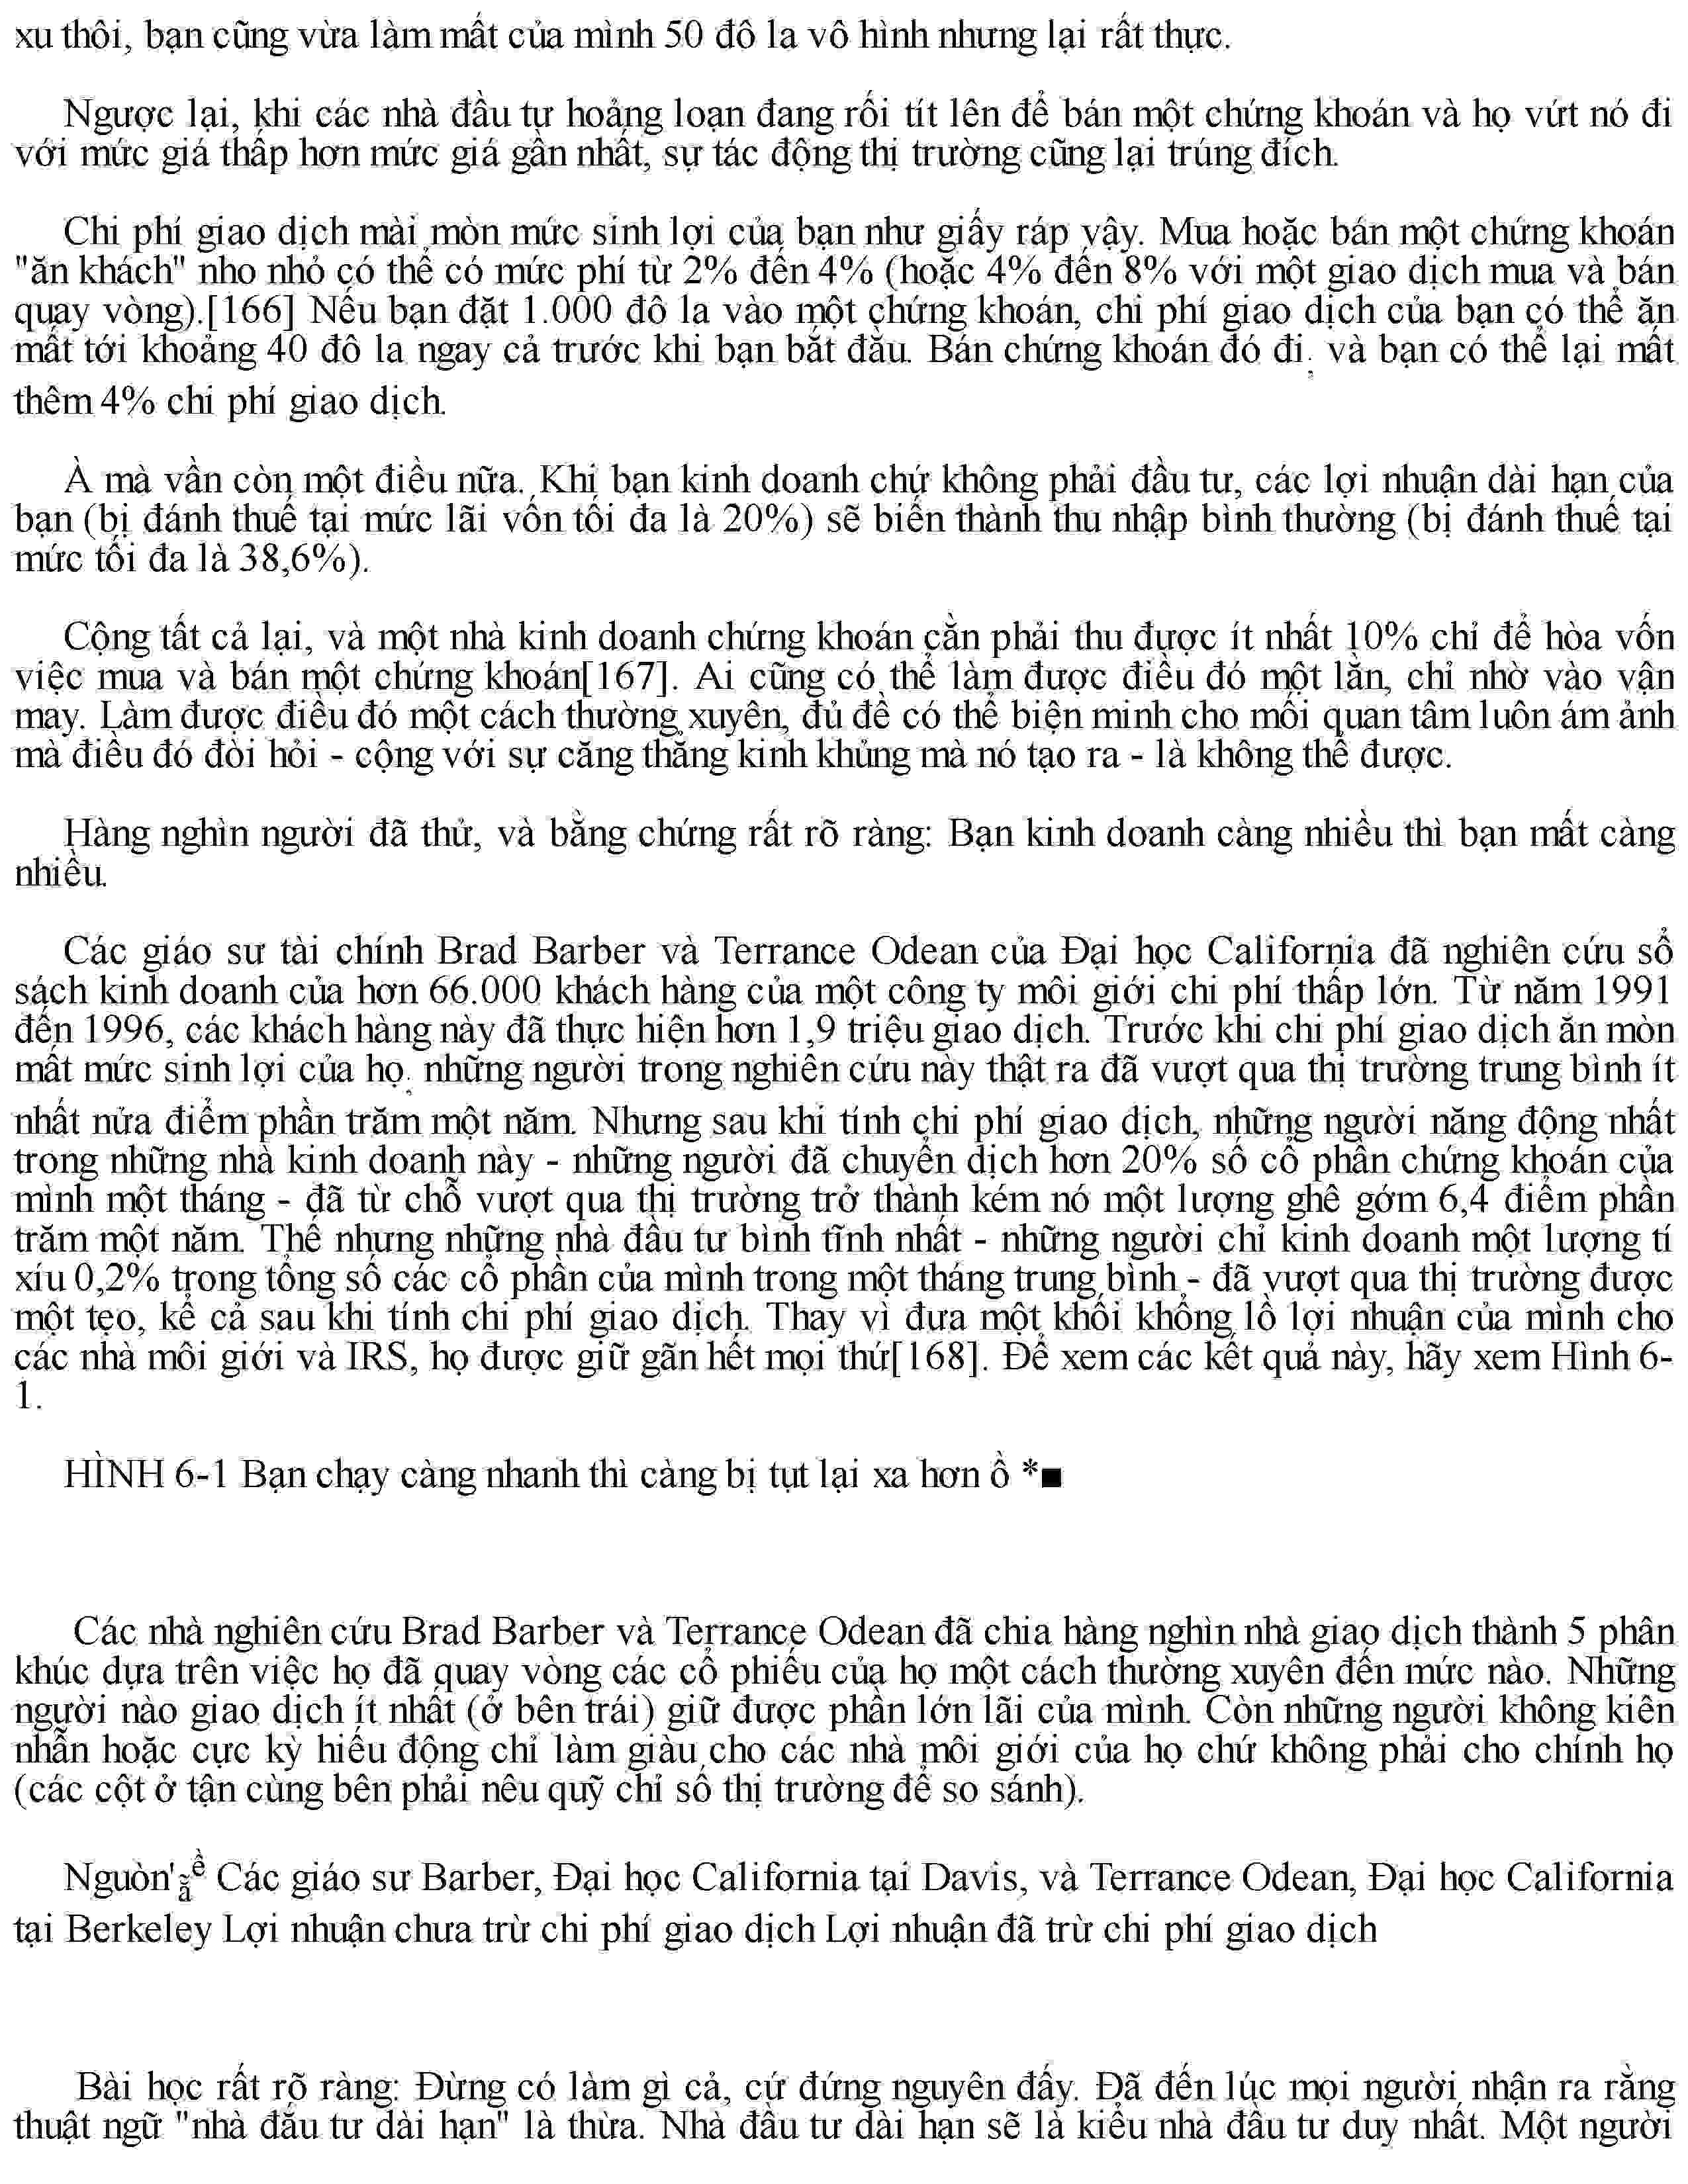 xu thôi, bạn cũng vừa làm mất của mình 50 đô la vô hình nhưng lại rất thực.
Ngược lại, khi các nhà đầu tư hoảng loạn đang rối tít lên để bán một chứng khoán và họ vứt nó đi
với mức giá thấp hơn mức giá gần nhất, sự tác động thị trường cũng lại trúng đích.
Chi phí giao dịch mài mòn mức sinh lợi của bạn như giấy ráp vậy. Mua hoặc bán một chứng khoán
"ăn khách" nho nhỏ có thể có mức phí từ 2% đến 4% (hoặc 4% đến 8% với một giao dịch mua và bán
quay vòng).[166] Nếu bạn đặt 1.000 đô la vào một chứng khoán, chi phí giao dịch của bạn có thể ăn
mất tới khoảng 40 đô la ngay cả trước khi bạn bắt đầu. Bán chứng khoán đó đi, và bạn có thể lại mất
thêm 4% chi phí giao dịch.
À mà vẫn còn một điều nữa. Khi bạn kinh doanh chứ không phải đầu tư, các lợi nhuận dài hạn của
bạn (bị đánh thuế tại mức lãi vốn tối đa là 20%) sẽ biến thành thu nhập bình thường (bị đánh thuế tại
mức tối đa là 38,6%).
Cộng tất cả lại, và một nhà kinh doanh chứng khoán cần phải thu được ít nhất 10% chỉ để hòa vốn
việc mua và bán một chứng khoán[167]. Ai cũng có thể làm được điều đó một lần, chỉ nhờ vào vận
may. Làm được điều đó một cách thường xuyên, đủ đề có thể biện minh cho mối quan tâm luôn ám ảnh
mà điều đó đòi hỏi - cộng với sự căng thẳng kinh khủng mà nó tạo ra - là không thể được.
Hàng nghìn người đã thử, và bằng chứng rất rõ ràng: Bạn kinh doanh càng nhiều thì bạn mất càng
nhiều.
Các giáo sư tài chính Brad Barber và Terrance Odean của Đại học California đã nghiên cứu sổ
sách kinh doanh của hơn 66.000 khách hàng của một công ty môi giới chi phí thấp lớn. Từ năm 1991
đến 1996, các khách hàng này đã thực hiện hơn 1,9 triệu giao dịch. Trước khi chi phí giao dịch ăn mòn
mất mức sinh lợi của họ, những người trong nghiên cứu này thật ra đã vượt qua thị trường trung bình ít
nhất nửa điểm phần trăm một năm. Nhưng sau khi tính chi phí giao dịch, những người năng động nhất
trong những nhà kinh doanh này - những người đã chuyển dịch hơn 20% số cổ phần chứng khoán của
mình một tháng - đã từ chỗ vượt qua thị trường trở thành kém nó một lượng ghê gớm 6,4 điểm phần
trăm một năm. Thế nhưng những nhà đầu tư bình tĩnh nhất - những người chỉ kinh doanh một lượng tí
xíu 0,2% trong tổng số các cổ phần của mình trong một tháng trung bình - đã vượt qua thị trường được
một tẹo, kể cả sau khi tính chi phí giao dịch. Thay vì đưa một khối khổng lồ lợi nhuận của mình cho
các nhà môi giới và IRS, họ được giữ gần hết mọi thứ[168]. Để xem các kết quả này, hãy xem Hình 6-
1.
HÌNH 6-1 Bạn chạy càng nhanh thì càng bị tụt lại xa hơn ồ *■
Các nhà nghiên cứu Brad Barber và Terrance Odean đã chia hàng nghìn nhà giao dịch thành 5 phân
khúc dựa trên việc họ đã quay vòng các cổ phiếu của họ một cách thường xuyên đến mức nào. Những
người nào giao dịch ít nhất (ở bên trái) giữ được phần lớn lãi của mình. Còn những người không kiên
nhẫn hoặc cực kỳ hiếu động chỉ làm giàu cho các nhà môi giới của họ chứ không phải cho chính họ
(các cột ở tận cùng bên phải nêu quỹ chỉ số thị trường để so sánh).
Nguồn' Các giáo sư Barber, Đại học California tại Davis, và Terrance Odean, Đại học California
tại Berkeley Lợi nhuận chưa trừ chi phí giao dịch Lợi nhuận đã trừ chi phí giao dịch
Bài học rất rõ ràng: Đừng có làm gì cả, cứ đứng nguyên đấy. Đã đến lúc mọi người nhận ra rằng
thuật ngữ "nhà đầu tư dài hạn" là thừa. Nhà đầu tư dài hạn sẽ là kiểu nhà đầu tư duy nhất. Một người